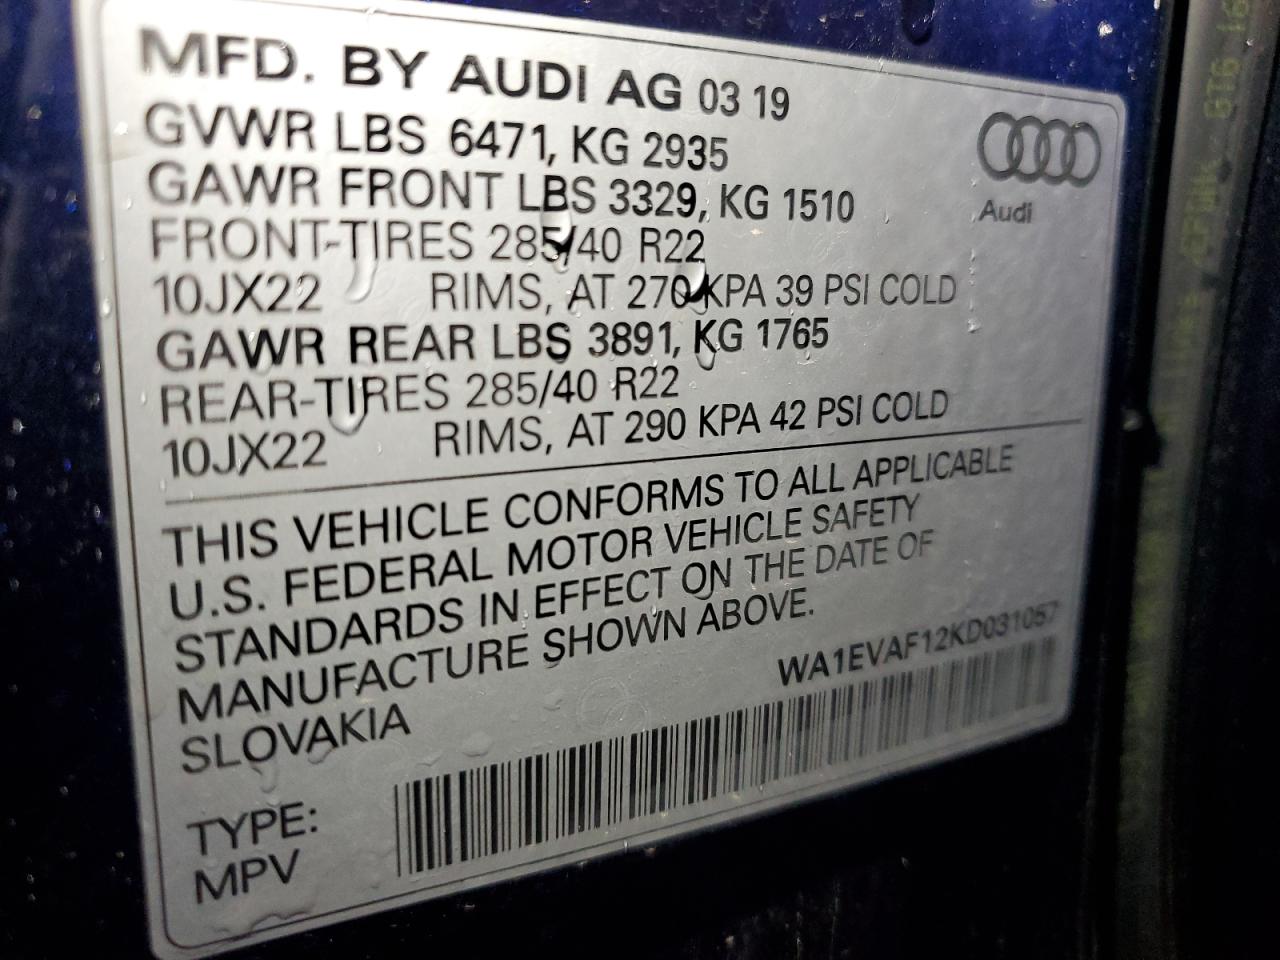 MFD. BY AUDI AG 03 19
GVWR LBS 6471, KG 2935
GAWR FRONT LBS 3329, KG 1510
FRONT-TIRES 285/40 R22
10JX22 RIMS, AT 270 KPA 39 PSI COLD
GAWR REAR LBS 3891, KG 1765
REAR-TIRES 285/40 R22
10JX22 RIMS, AT 290 KPA 42 PSI COLD
Audi
THIS VEHICLE CONFORMS TO ALL APPLICABLE
U.S. FEDERAL MOTOR VEHICLE SAFETY
STANDARDS IN EFFECT ON THE DATE OF
MANUFACTURE SHOWN ABOVE.
SLOVAKIA
WA1EVAF12KD031057
TYPE:
MPV